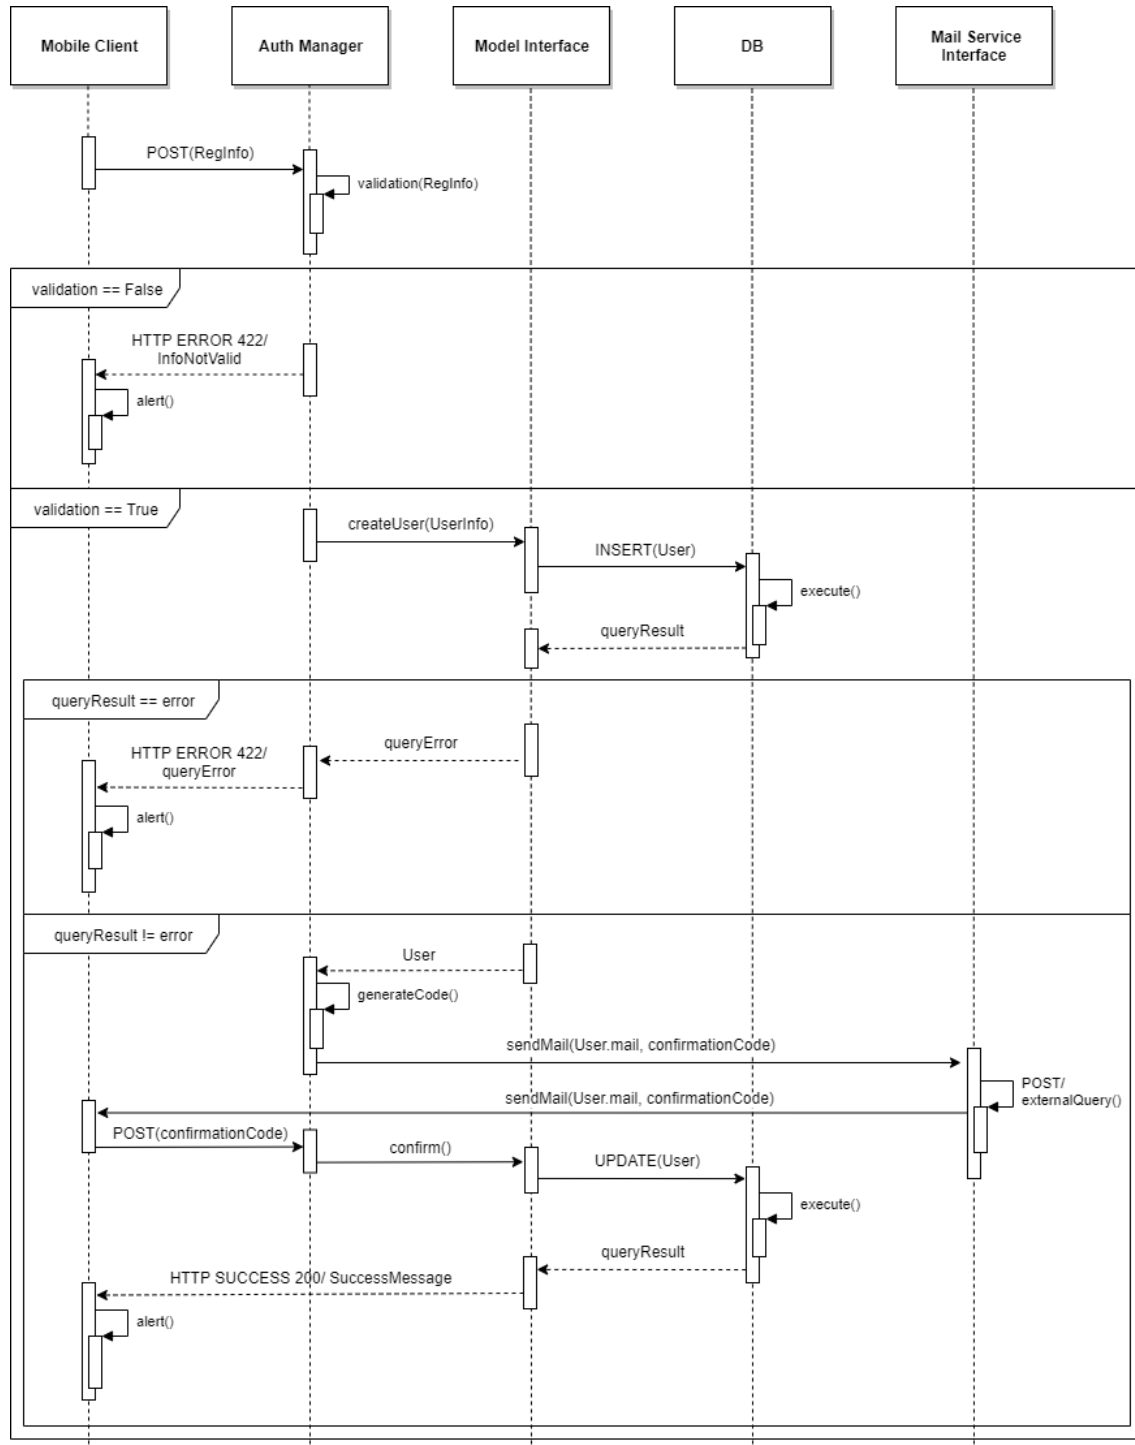 Mobile Client
Auth Manager
Model Interface
DB
Mail Service
Interface
POST(RegInfo)
validation(RegInfo)
validation == False
HTTP ERROR 422/
InfoNotValid
alert()
validation == True
createUser(UserInfo)
INSERT(User)
execute()
queryResult
queryResult == error
queryError
HTTP ERROR 422/
queryError
alert()
queryResult != error
User
generateCode()
sendMail(User.mail, confirmationCode)
POST/
externalQuery()
sendMail(User.mail, confirmationCode)
POST(confirmationCode)
confirm()
UPDATE(User)
execute()
queryResult
HTTP SUCCESS 200/ SuccessMessage
alert()